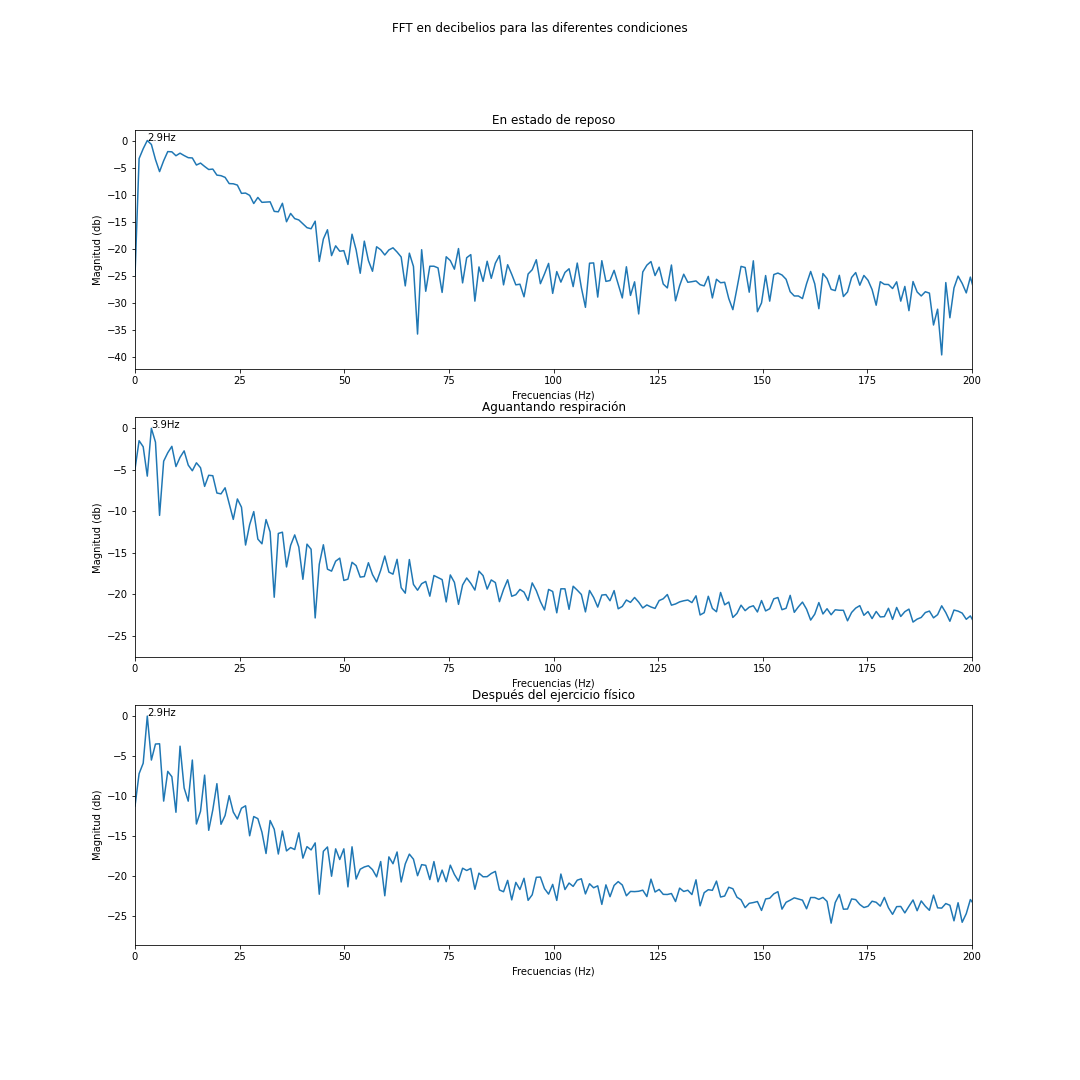 FFT en decibelios para las diferentes condiciones
En estado de reposo
2.9Hz
0
−5
−10
−15
−20
−25
−30
−35
−40
Magnitud (db)
0 25 50 75 100 125 150 175 200
Frecuencias (Hz)
Aguantando respiración
3.9Hz
0
−5
−10
−15
−20
−25
Magnitud (db)
0 25 50 75 100 125 150 175 200
Frecuencias (Hz)
Después del ejercicio físico
2.9Hz
0
−5
−10
−15
−20
−25
Magnitud (db)
0 25 50 75 100 125 150 175 200
Frecuencias (Hz)